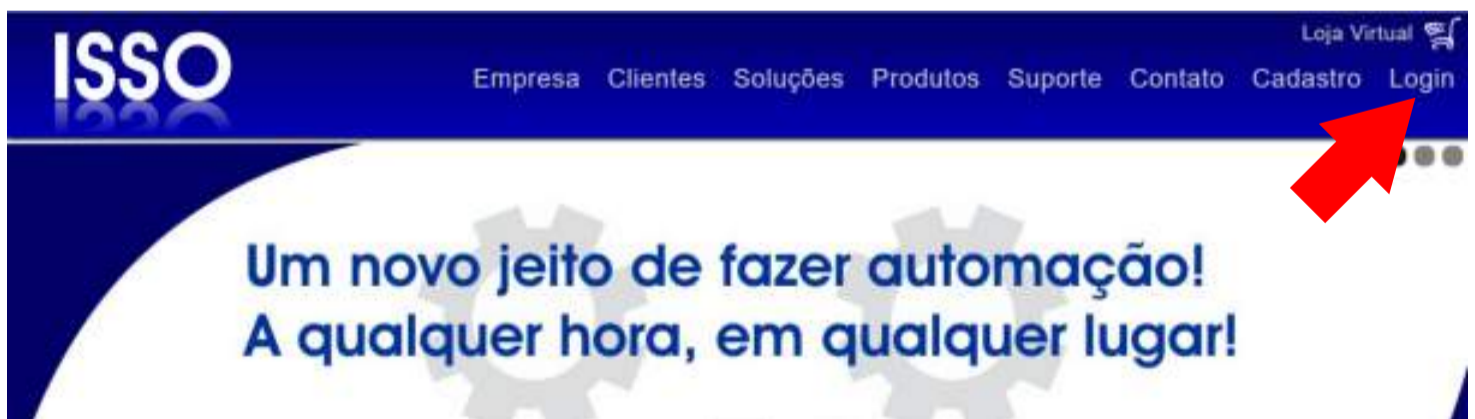 Loja Virtual
ISSO
Empresa Clientes Soluções Produtos Suporte Contato Cadastro Login
Um novo jeito de fazer automação!
A qualquer hora, em qualquer lugar!